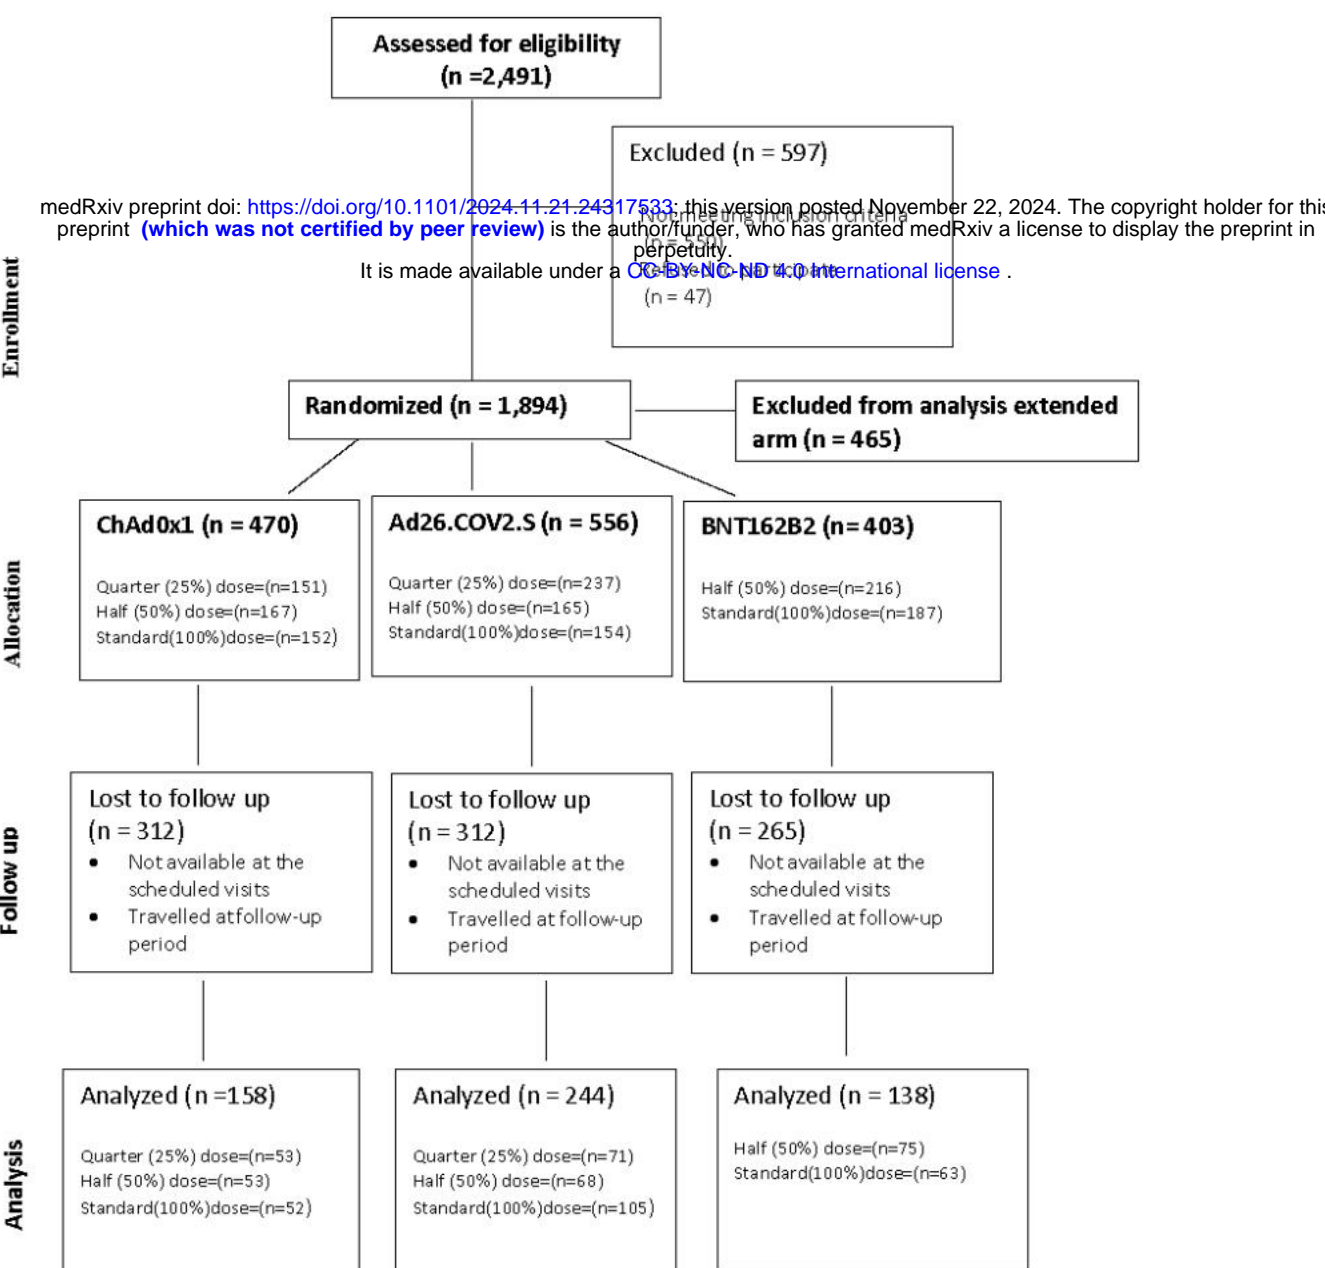 Assessed for eligibility
(n =2,491)
Excluded (n = 597)
medRxiv preprint doi: https://doi.org/10.1101/2024.11.21.24317533; this version posted November 22, 2024. The copyright holder for this
preprint (which was not certified by peer review) is the author/funder, who has granted medRxiv a license to display the preprint in
perpetuity.
It is made available under a CC-BY-NC-ND 4.0 International license .
Not meeting inclusion criteria
Refused to participate
(n = 47)
Enrollment
Randomized (n = 1,894)
Excluded from analysis extended
arm (n = 465)
Allocation
ChAd0x1 (n = 470)
Quarter (25%) dose=(n=151)
Half (50%) dose=(n=167)
Standard(100%)dose=(n=152)
Ad26.COV2.S (n = 556)
Quarter (25%) dose=(n=237)
Half (50%) dose=(n=165)
Standard(100%)dose=(n=154)
BNT162B2 (n=403)
Half (50%) dose=(n=216)
Standard(100%)dose=(n=187)
Follow up
Lost to follow up
(n = 312)
• Not available at the
scheduled visits
• Travelled atfollow-up
period
Lost to follow up
(n = 312)
• Not available at the
scheduled visits
• Travelled at follow-up
period
Lost to follow up
(n = 265)
• Not available at the
scheduled visits
• Travelled at follow-up
period
Analysis
Analyzed (n =158)
Quarter (25%) dose=(n=53)
Half (50%) dose=(n=53)
Standard(100%)dose=(n=52)
Analyzed (n = 244)
Quarter (25%) dose=(n=71)
Half (50%) dose=(n=68)
Standard(100%)dose=(n=105)
Analyzed (n = 138)
Half (50%) dose=(n=75)
Standard(100%)dose=(n=63)